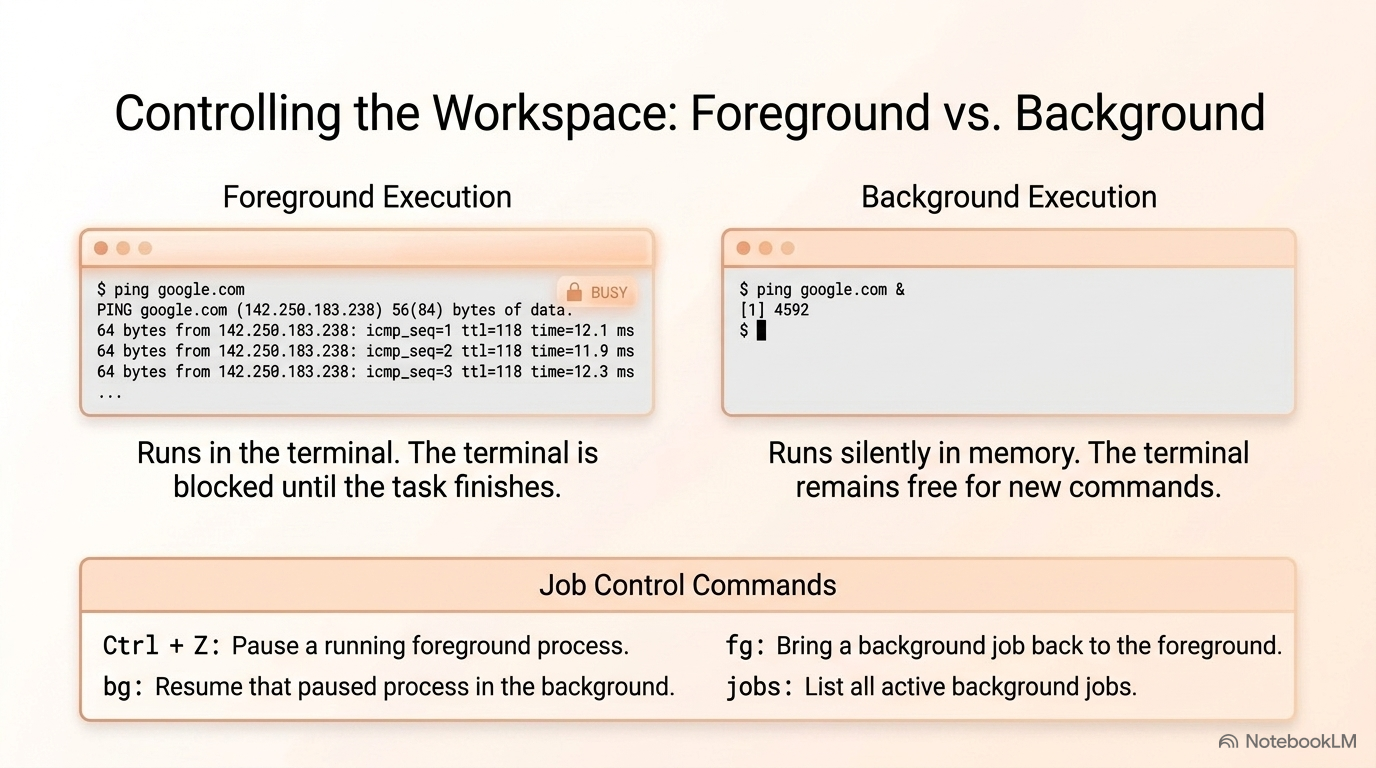 Controlling the Workspace: Foreground vs. Background
Foreground Execution
$ ping google.com
BUSY
PING google.com (142.250.183.238) 56(84) bytes of data.
64 bytes from 142.250.183.238: icmp_seq=1 ttl=118 time=12.1 ms
64 bytes from 142.250.183.238: icmp_seq=2 ttl=118 time=11.9 ms
64 bytes from 142.250.183.238: icmp_seq=3 ttl=118 time=12.3 ms
...
Runs in the terminal. The terminal is
blocked until the task finishes.
Background Execution
$ ping google.com &
[1] 4592
$
Runs silently in memory. The terminal
remains free for new commands.
Job Control Commands
Ctrl + Z: Pause a running foreground process.
bg: Resume that paused process in the background.
fg: Bring a background job back to the foreground.
jobs: List all active background jobs.
NotebookLM